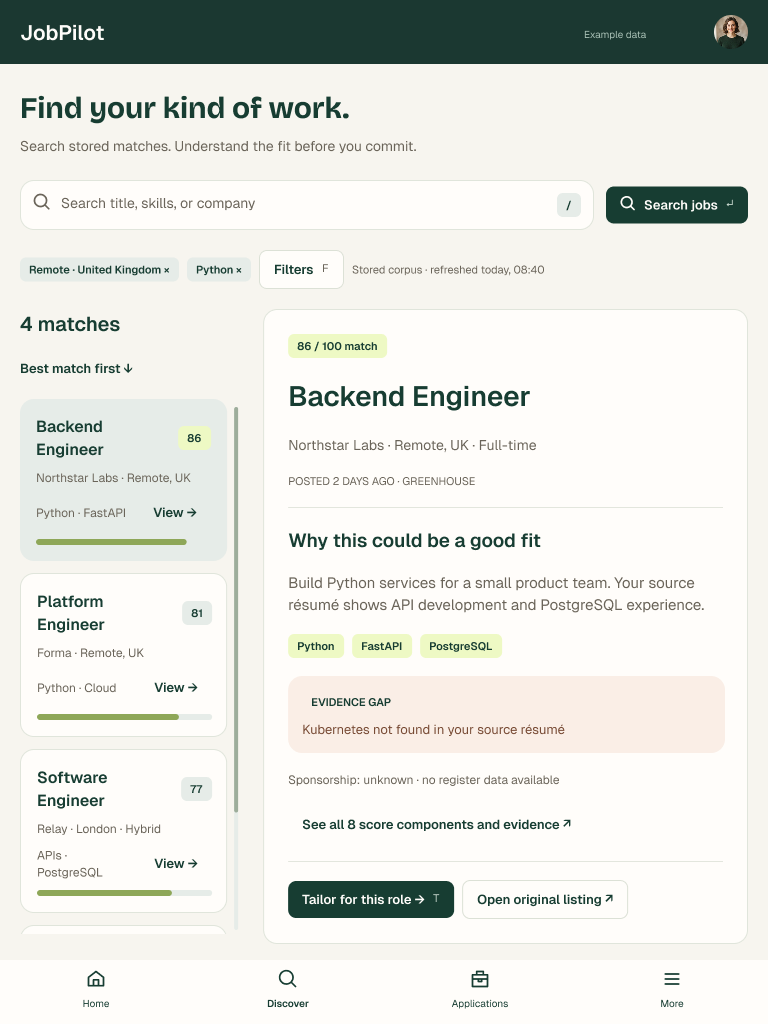 JobPilot
Example data
Find your kind of work.
Search stored matches. Understand the fit before you commit.
Search title, skills, or company
/
Search jobs ↵
Remote · United Kingdom ×
Python ×
Filters F
Stored corpus · refreshed today, 08:40
4 matches
Best match first ↓
Backend
Engineer
86
Northstar Labs · Remote, UK
Python · FastAPI
View →
Platform
Engineer
81
Forma · Remote, UK
Python · Cloud
View →
Software
Engineer
77
Relay · London · Hybrid
APIs ·
PostgreSQL
View →
86 / 100 match
Backend Engineer
Northstar Labs · Remote, UK · Full-time
POSTED 2 DAYS AGO · GREENHOUSE
Why this could be a good fit
Build Python services for a small product team. Your source
résumé shows API development and PostgreSQL experience.
Python
FastAPI
PostgreSQL
EVIDENCE GAP
Kubernetes not found in your source résumé
Sponsorship: unknown · no register data available
See all 8 score components and evidence ↗
Tailor for this role → T
Open original listing ↗
Home
Discover
Applications
More